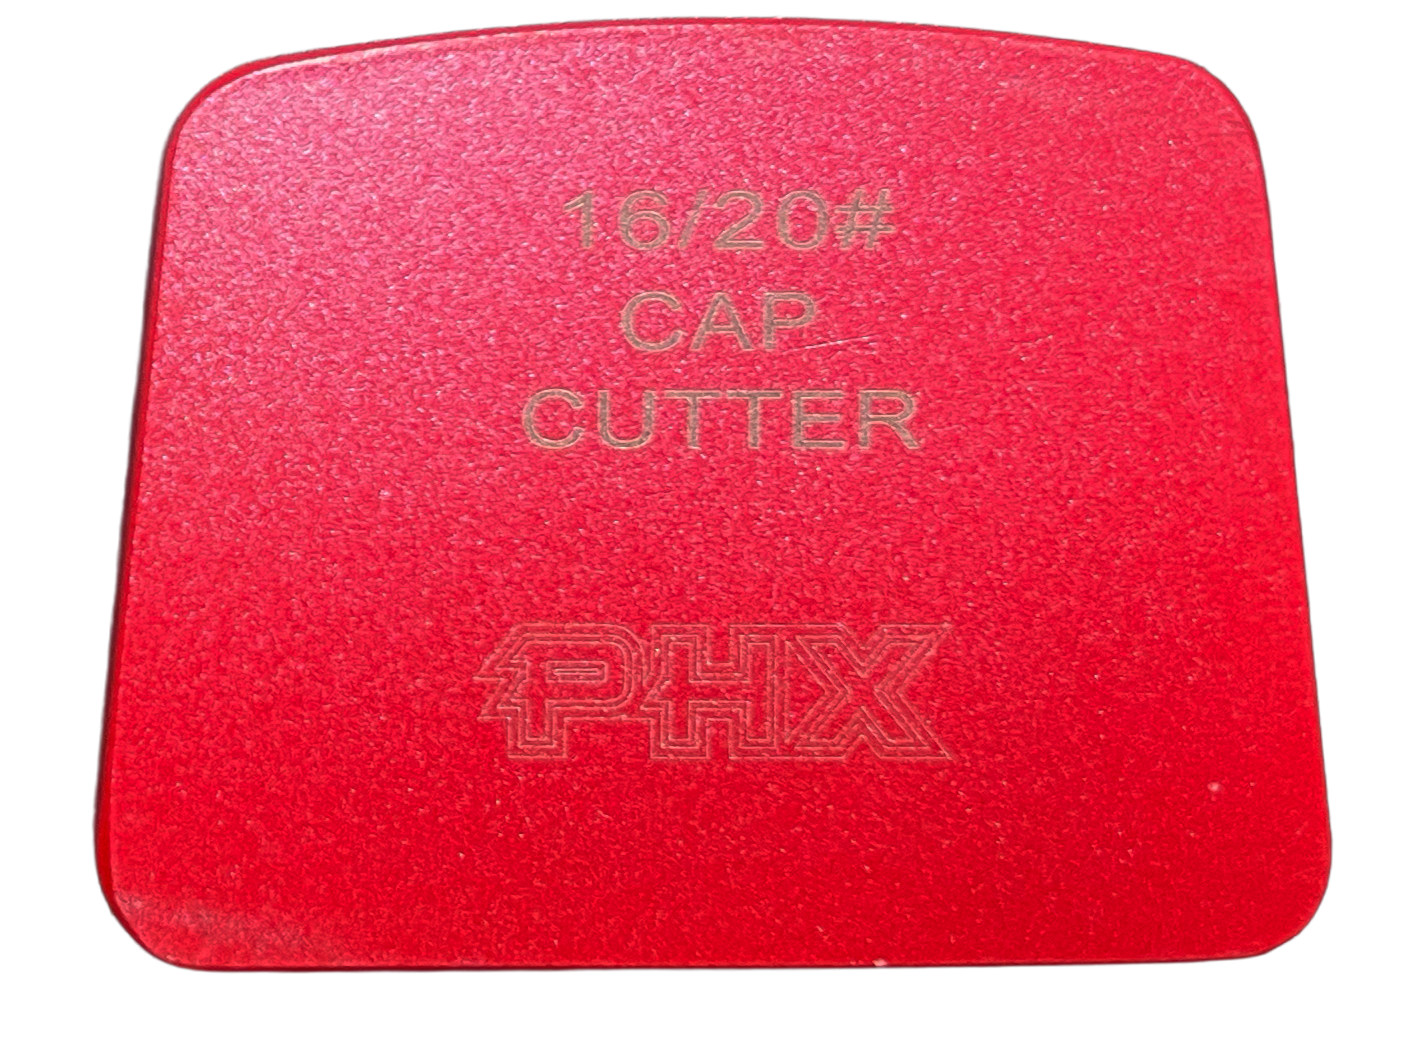 16/20#
CAP
CUTTER
PHX